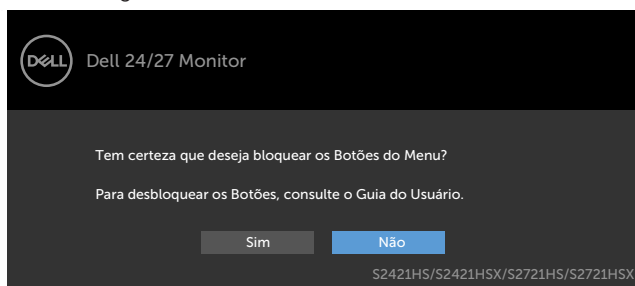 DELL
Dell 24/27 Monitor
Tem certeza que deseja bloquear os Botões do Menu?
Para desbloquear os Botões, consulte o Guia do Usuário.
Sim
Não
S2421HS/S2421HSX/S2721HS/S2721HSX